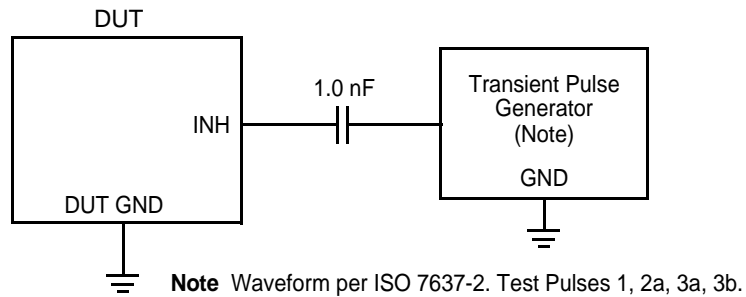 DUT
INH
DUT GND
1.0 nF
Transient Pulse
Generator
(Note)
GND
Note Waveform per ISO 7637-2. Test Pulses 1, 2a, 3a, 3b.